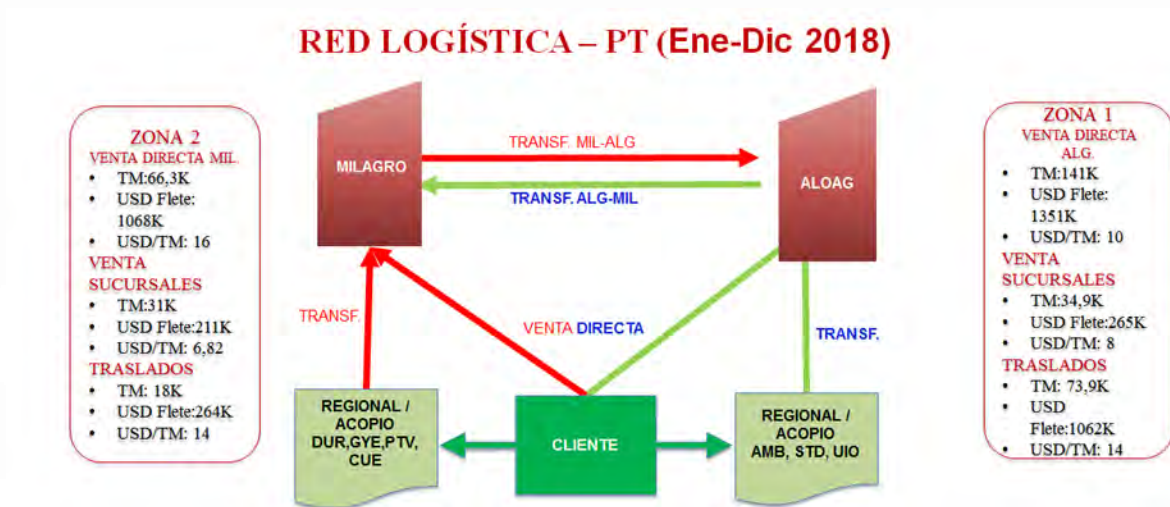 RED LOGÍSTICA – PT (Ene-Dic 2018)
ZONA 2
VENTA DIRECTA MIL.
• TM:66,3K
• USD Flete:
1068K
• USD/TM: 16
VENTA
SUCURSALES
• TM:31K
• USD Flete:211K
• USD/TM: 6,82
TRASLADOS
• TM: 18K
• USD Flete:264K
• USD/TM: 14
MILAGRO
TRANSF. MIL-ALG
TRANSF. ALG-MIL
ALOAG
TRANSF.
VENTA DIRECTA
TRANSF.
REGIONAL /
ACOPIO
DUR,GYE,PTV,
CUE
CLIENTE
REGIONAL /
ACOPIO
AMB, STD, UIO
ZONA 1
VENTA DIRECTA
ALG.
• TM:141K
• USD Flete:
1351K
• USD/TM: 10
VENTA
SUCURSALES
• TM:34,9K
• USD Flete:265K
• USD/TM: 8
TRASLADOS
• TM: 73,9K
• USD
Flete:1062K
• USD/TM: 14